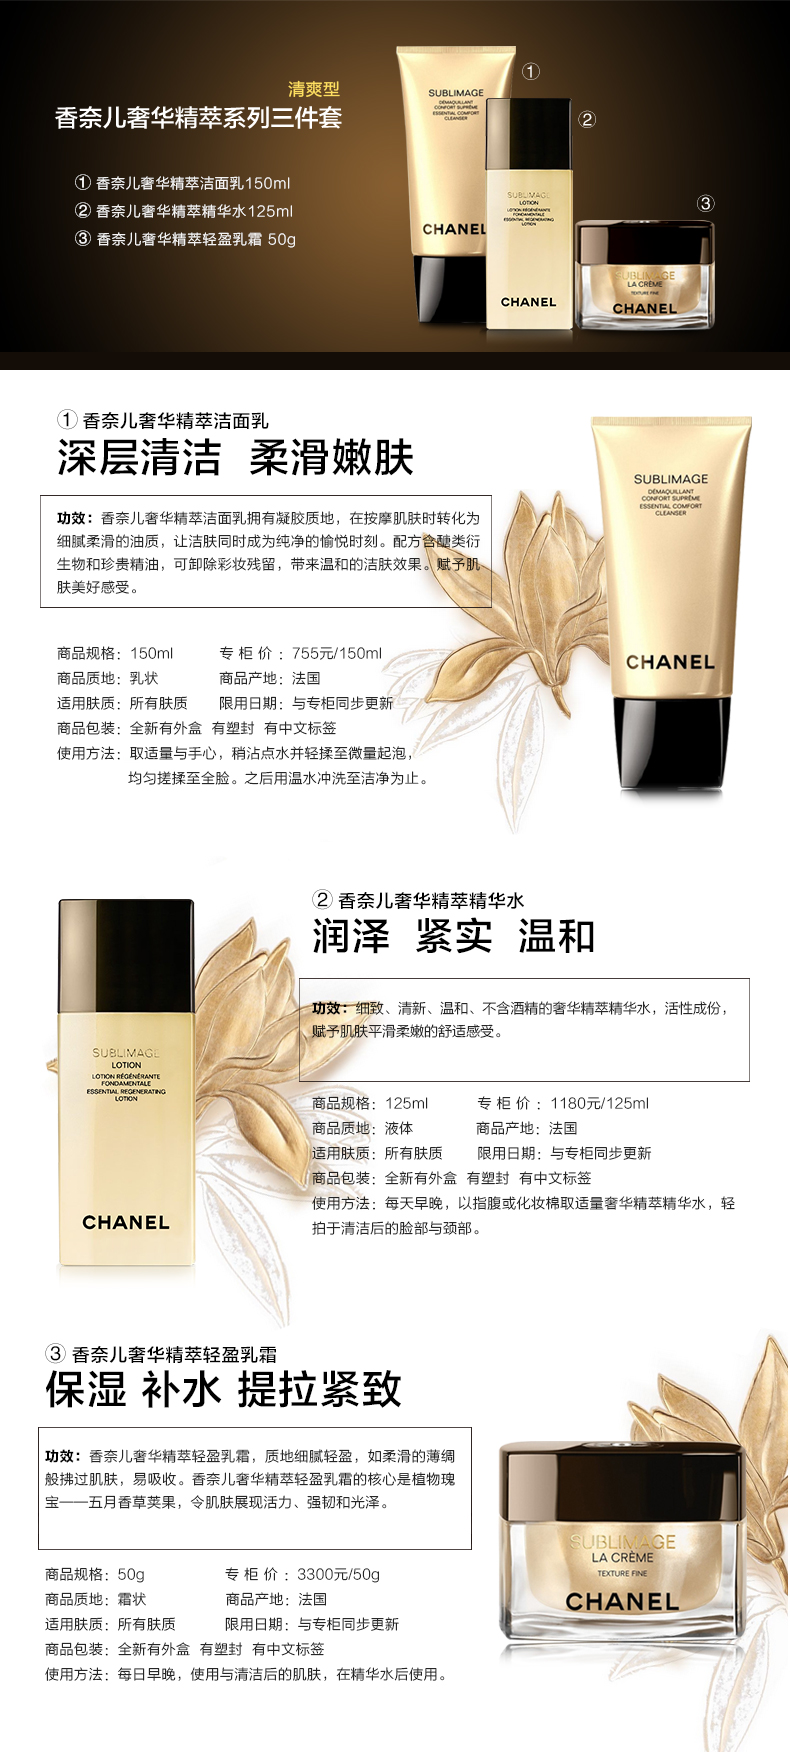 清爽型
香奈儿奢华精萃系列三件套
① 香奈儿奢华精萃洁面乳150ml
② 香奈儿奢华精萃精华水125ml
③ 香奈儿奢华精萃轻盈乳霜 50g
①
SUBLIMAGE
DÉMAQUILLANT
CONFORT SUPRÊME
ESSENTIAL COMFORT
CLEANSER
CHANEL
②
SUBLIMAGE
LOTION
LOTION RÉGÉNÉRANTE
FONDAMENTALE
ESSENTIAL REGENERATING
LOTION
CHANEL
③
SUBLIMAGE
LA CRÈME
TEXTURE FINE
CHANEL
① 香奈儿奢华精萃洁面乳
深层清洁 柔滑嫩肤
功效：香奈儿奢华精萃洁面乳拥有凝胶质地，在按摩肌肤时转化为
细腻柔滑的油质，让洁肤同时成为纯净的愉悦时刻。配方含醣类衍
生物和珍贵精油，可卸除彩妆残留，带来温和的洁肤效果。赋予肌
肤美好感受。
商品规格：150ml 专 柜 价 ：755元/150ml
商品质地：乳状 商品产地：法国
适用肤质：所有肤质 限用日期：与专柜同步更新
商品包装：全新有外盒 有塑封 有中文标签
使用方法：取适量与手心，稍沾点水并轻揉至微量起泡，
均匀搓揉至全脸。之后用温水冲洗至洁净为止。
SUBLIMAGE
DÉMAQUILLANT
CONFORT SUPRÊME
ESSENTIAL COMFORT
CLEANSER
CHANEL
② 香奈儿奢华精萃精华水
润泽 紧实 温和
功效：细致、清新、温和、不含酒精的奢华精萃精华水，活性成份，
赋予肌肤平滑柔嫩的舒适感受。
商品规格：125ml 专 柜 价 ：1180元/125ml
商品质地：液体 商品产地：法国
适用肤质：所有肤质 限用日期：与专柜同步更新
商品包装：全新有外盒 有塑封 有中文标签
使用方法：每天早晚，以指腹或化妆棉取适量奢华精萃精华水，轻
拍于清洁后的脸部与颈部。
SUBLIMAGE
LOTION
LOTION RÉGÉNÉRANTE
FONDAMENTALE
ESSENTIAL REGENERATING
LOTION
CHANEL
③ 香奈儿奢华精萃轻盈乳霜
保湿 补水 提拉紧致
功效：香奈儿奢华精萃轻盈乳霜，质地细腻轻盈，如柔滑的薄绸
般拂过肌肤，易吸收。香奈儿奢华精萃轻盈乳霜的核心是植物瑰
宝——五月香草荚果，令肌肤展现活力、强韧和光泽。
商品规格：50g 专 柜 价 ：3300元/50g
商品质地：霜状 商品产地：法国
适用肤质：所有肤质 限用日期：与专柜同步更新
商品包装：全新有外盒 有塑封 有中文标签
使用方法：每日早晚，使用与清洁后的肌肤，在精华水后使用。
SUBLIMAGE
LA CRÈME
TEXTURE FINE
CHANEL